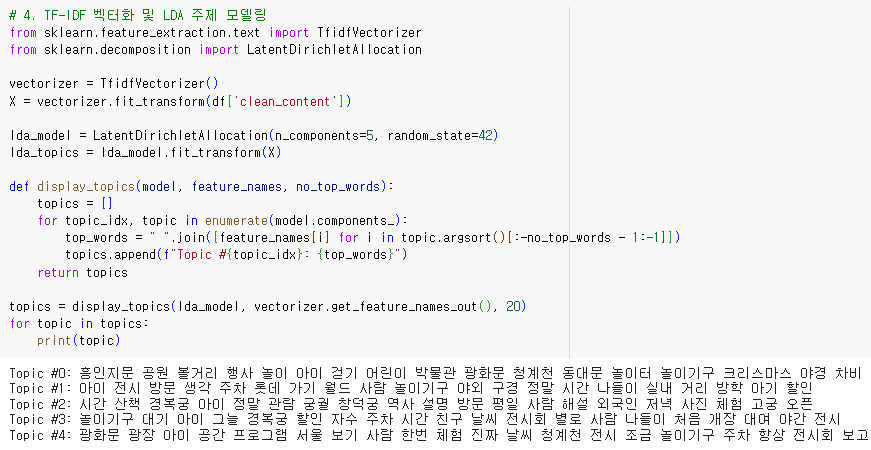 # 4. TF-IDF 벡터화 및 LDA 주제 모델링
from sklearn.feature_extraction.text import TfidfVectorizer
from sklearn.decomposition import LatentDirichletAllocation
vectorizer = TfidfVectorizer()
X = vectorizer.fit_transform(df['clean_content'])
lda_model = LatentDirichletAllocation(n_components=5, random_state=42)
lda_topics = lda_model.fit_transform(X)
def display_topics(model, feature_names, no_top_words):
    topics = []
    for topic_idx, topic in enumerate(model.components_):
        top_words = " ".join([feature_names[i] for i in topic.argsort()[:-no_top_words - 1:-1]])
        topics.append(f"Topic #{topic_idx}: {top_words}")
    return topics
topics = display_topics(lda_model, vectorizer.get_feature_names_out(), 20)
for topic in topics:
    print(topic)
Topic #0: 흥인지문 공원 볼거리 행사 놀이 아이 걷기 어린이 박물관 광화문 청계천 동대문 놀이터 놀이기구 크리스마스 야경 차비
Topic #1: 아이 전시 방문 생각 주차 롯데 가기 월드 사람 놀이기구 야외 구경 정말 시간 나들이 실내 거리 방학 아기 할인
Topic #2: 시간 산책 경복궁 아이 정말 관람 궁궐 창덕궁 역사 설명 방문 평일 사람 해설 외국인 저녁 사진 체험 고궁 오픈
Topic #3: 놀이기구 대기 아이 그늘 경복궁 할인 자수 주차 시간 친구 날씨 전시회 별로 사람 나들이 처음 개장 대여 야간 전시
Topic #4: 광화문 광장 아이 공간 프로그램 서울 보기 사람 한번 체험 진짜 날씨 청계천 전시 조금 놀이기구 주차 항상 전시회 보고